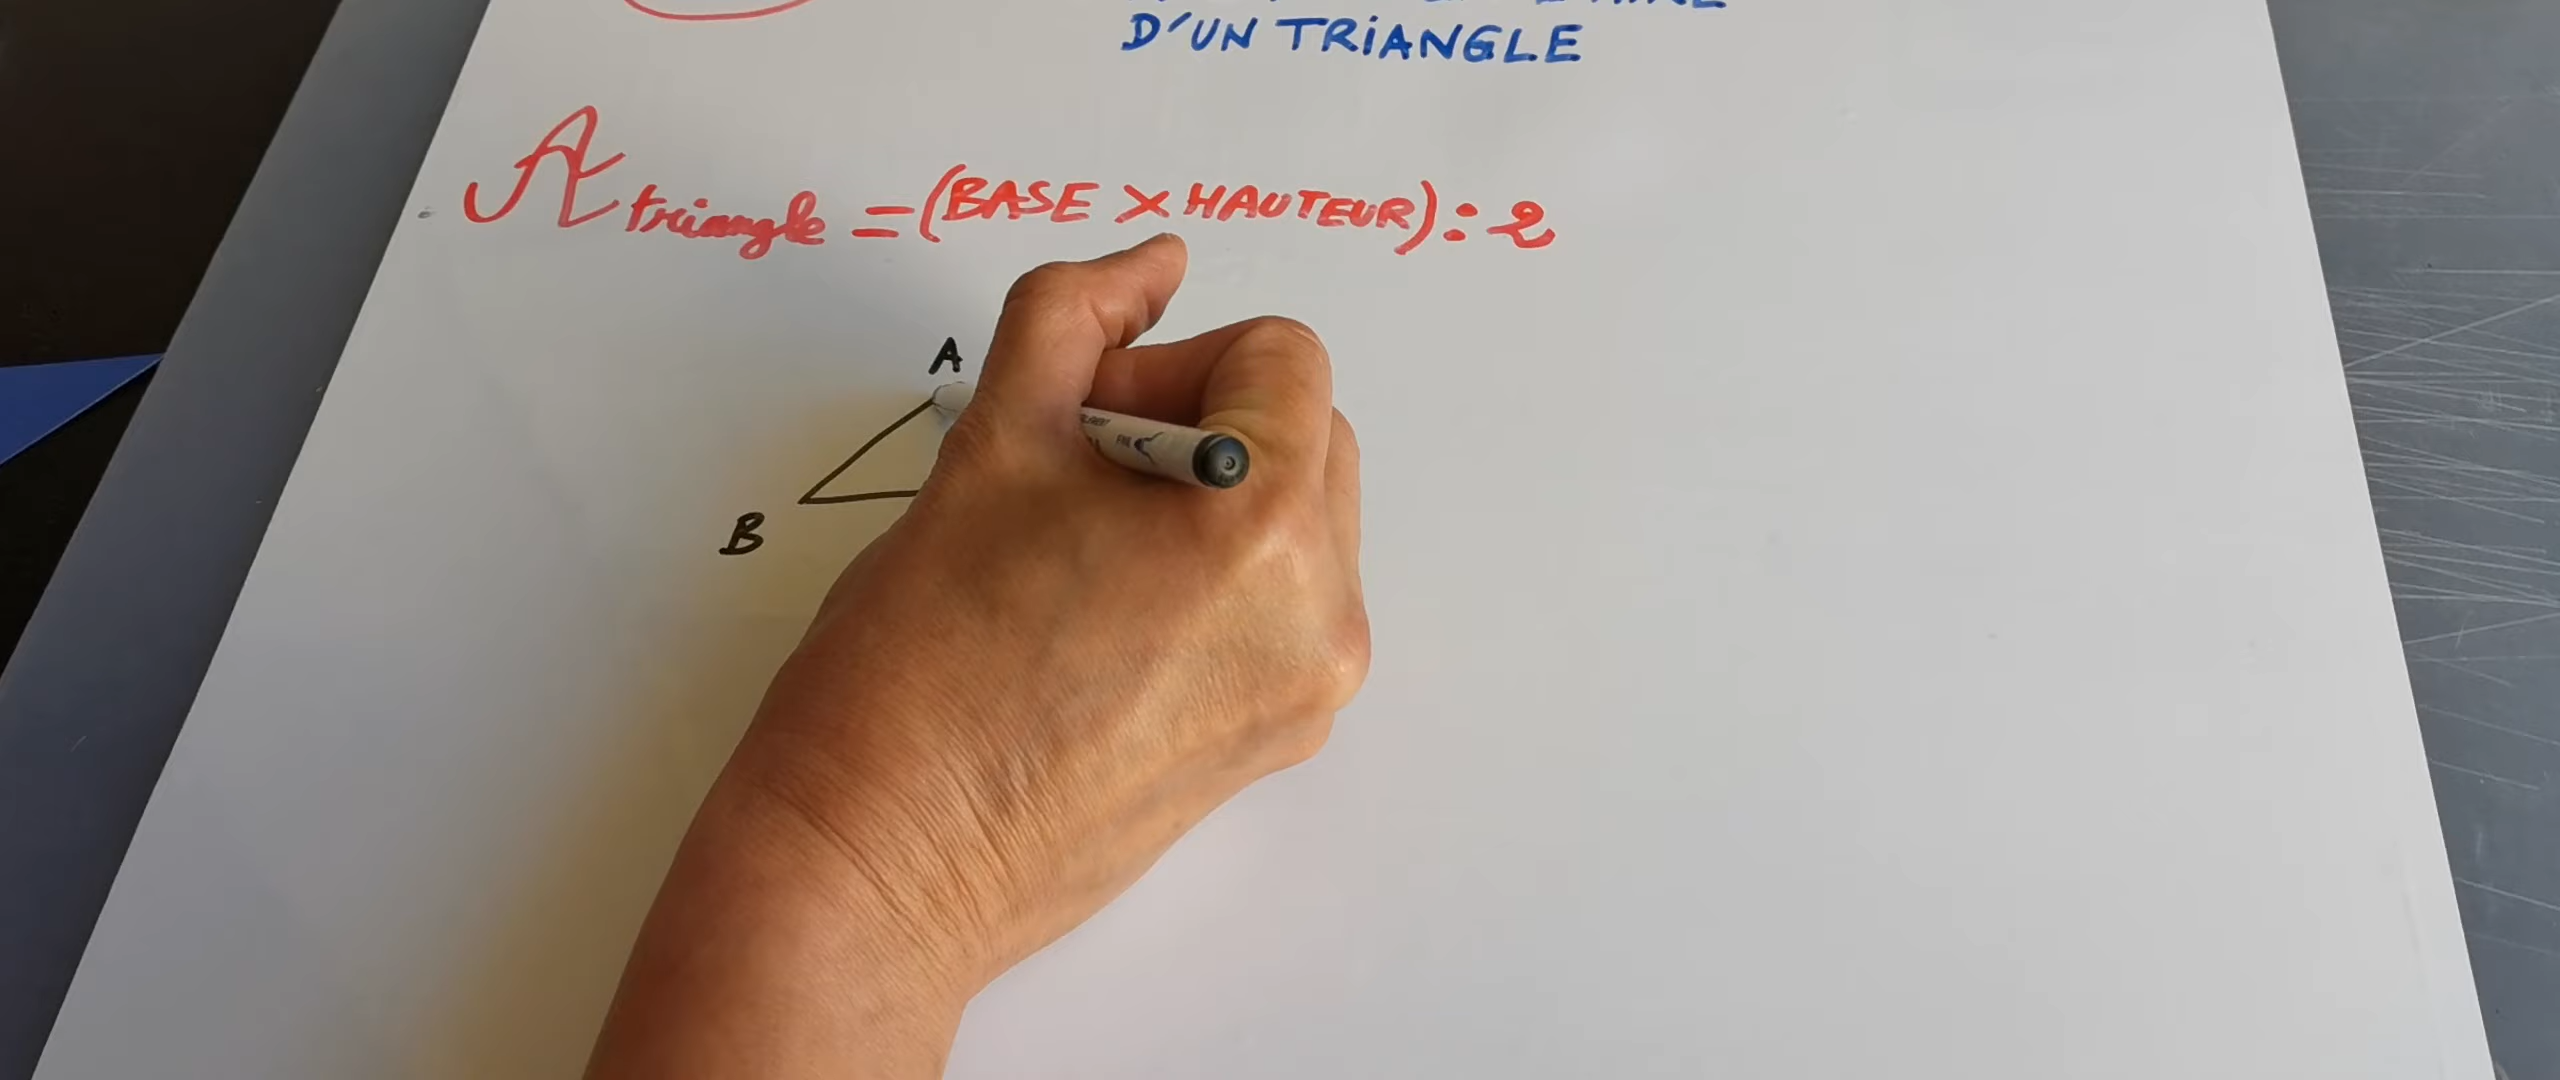 D'UN TRIANGLE
A triangle = (BASE X HAUTEUR) : 2
A
B